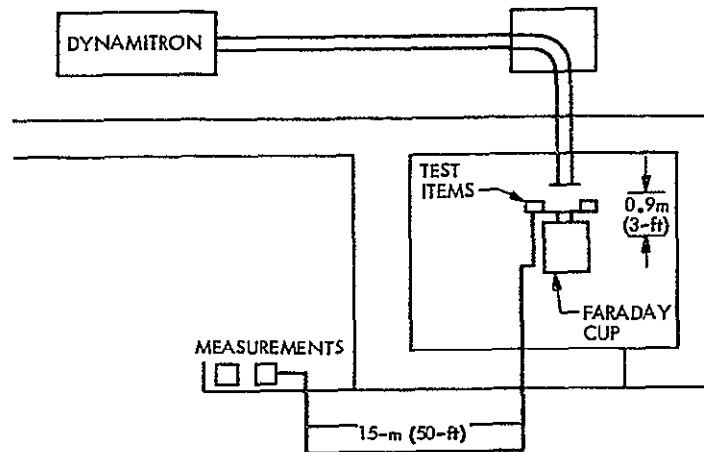 DYNAMITRON
TEST
ITEMS
0.9m
(3-ft)
FARADAY
CUP
MEASUREMENTS
15-m (50-ft)